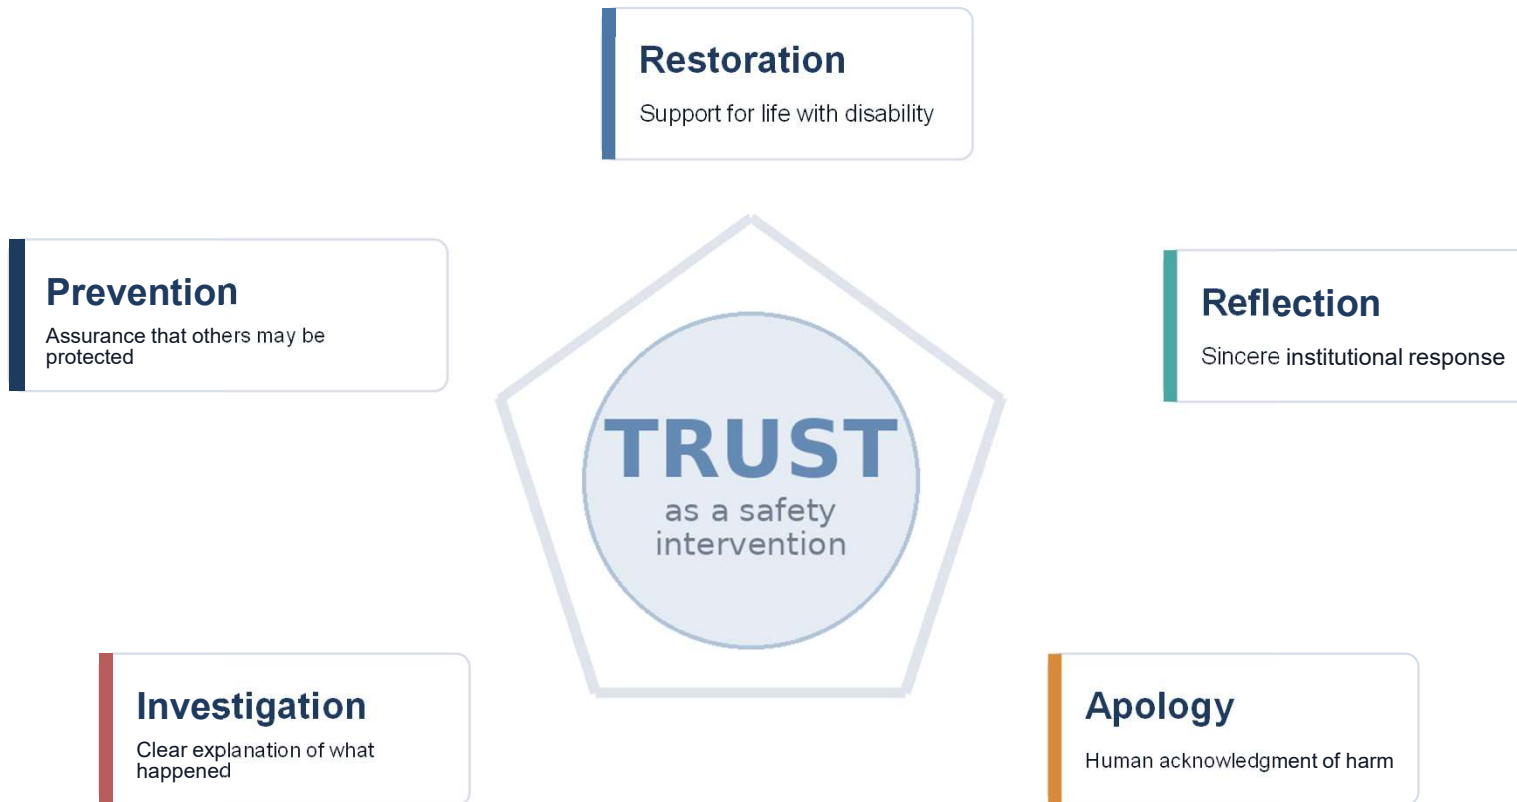 Restoration
Support for life with disability
Prevention
Assurance that others may be
protected
Reflection
Sincere institutional response
TRUST
as a safety
intervention
Investigation
Clear explanation of what
happened
Apology
Human acknowledgment of harm